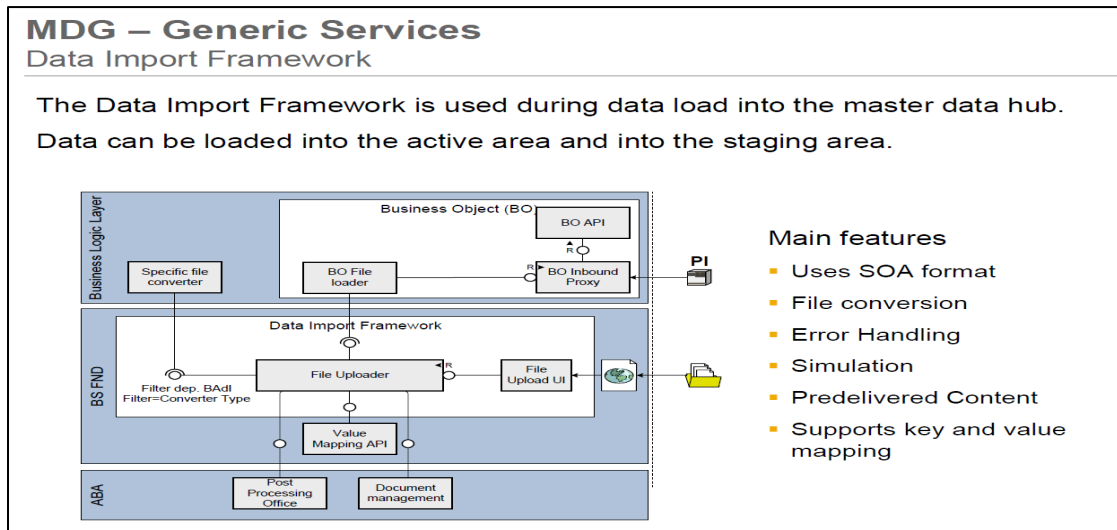 MDG – Generic Services
Data Import Framework
The Data Import Framework is used during data load into the master data hub.
Data can be loaded into the active area and into the staging area.
Business Logic Layer
Business Object (BO)
BO API
R
Specific file
converter
BO File
loader
R
BO Inbound
Proxy
PI
BS FND
Data Import Framework
Filter dep. BAdI
Filter=Converter Type
File Uploader
R
File
Upload UI
Value
Mapping API
ABA
Post
Processing
Office
Document
management
Main features
Uses SOA format
File conversion
Error Handling
Simulation
Predelivered Content
Supports key and value
mapping